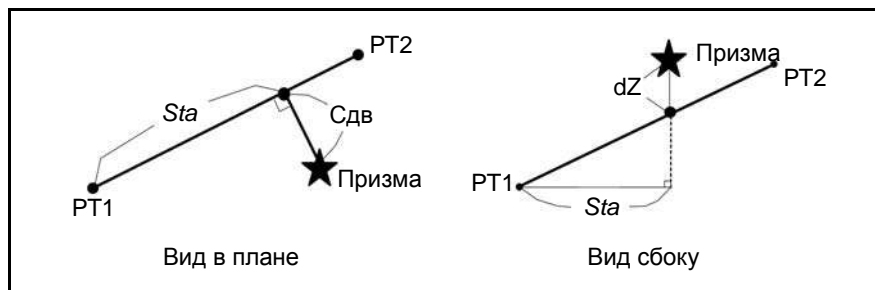 PT2
Sta
Сдв
Призма
PT1
Вид в плане
Призма
PT2
dZ
PT1
Sta
Вид сбоку